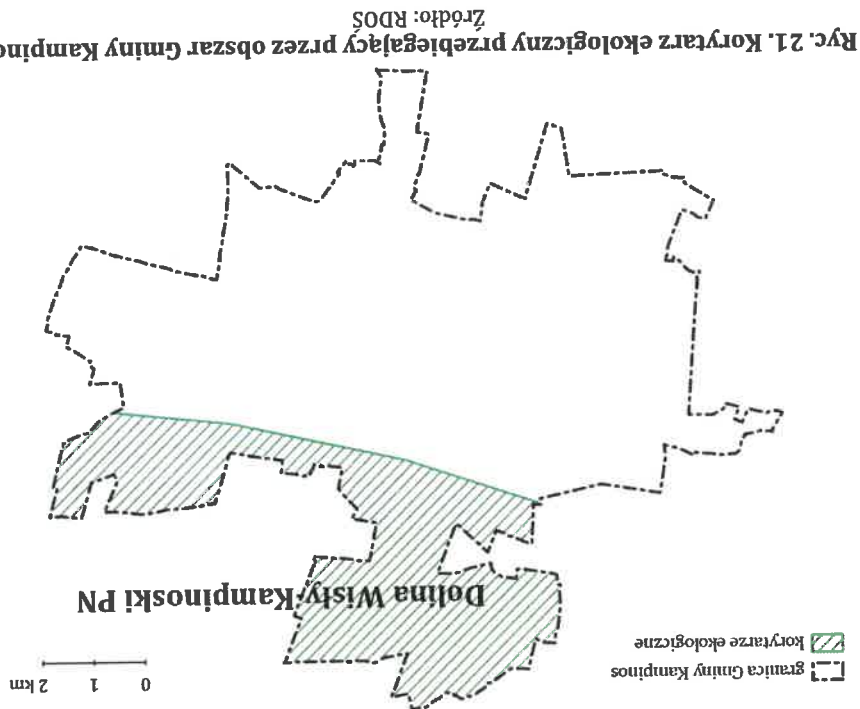 granica Gminy Kampinos
korytarze ekologiczne
0 1 2 km
Dolina Wisły-Kampinoski PN
Ryc. 21. Korytarz ekologiczny przebiegający przez obszar Gminy Kampino
Źródło: RDOŚ